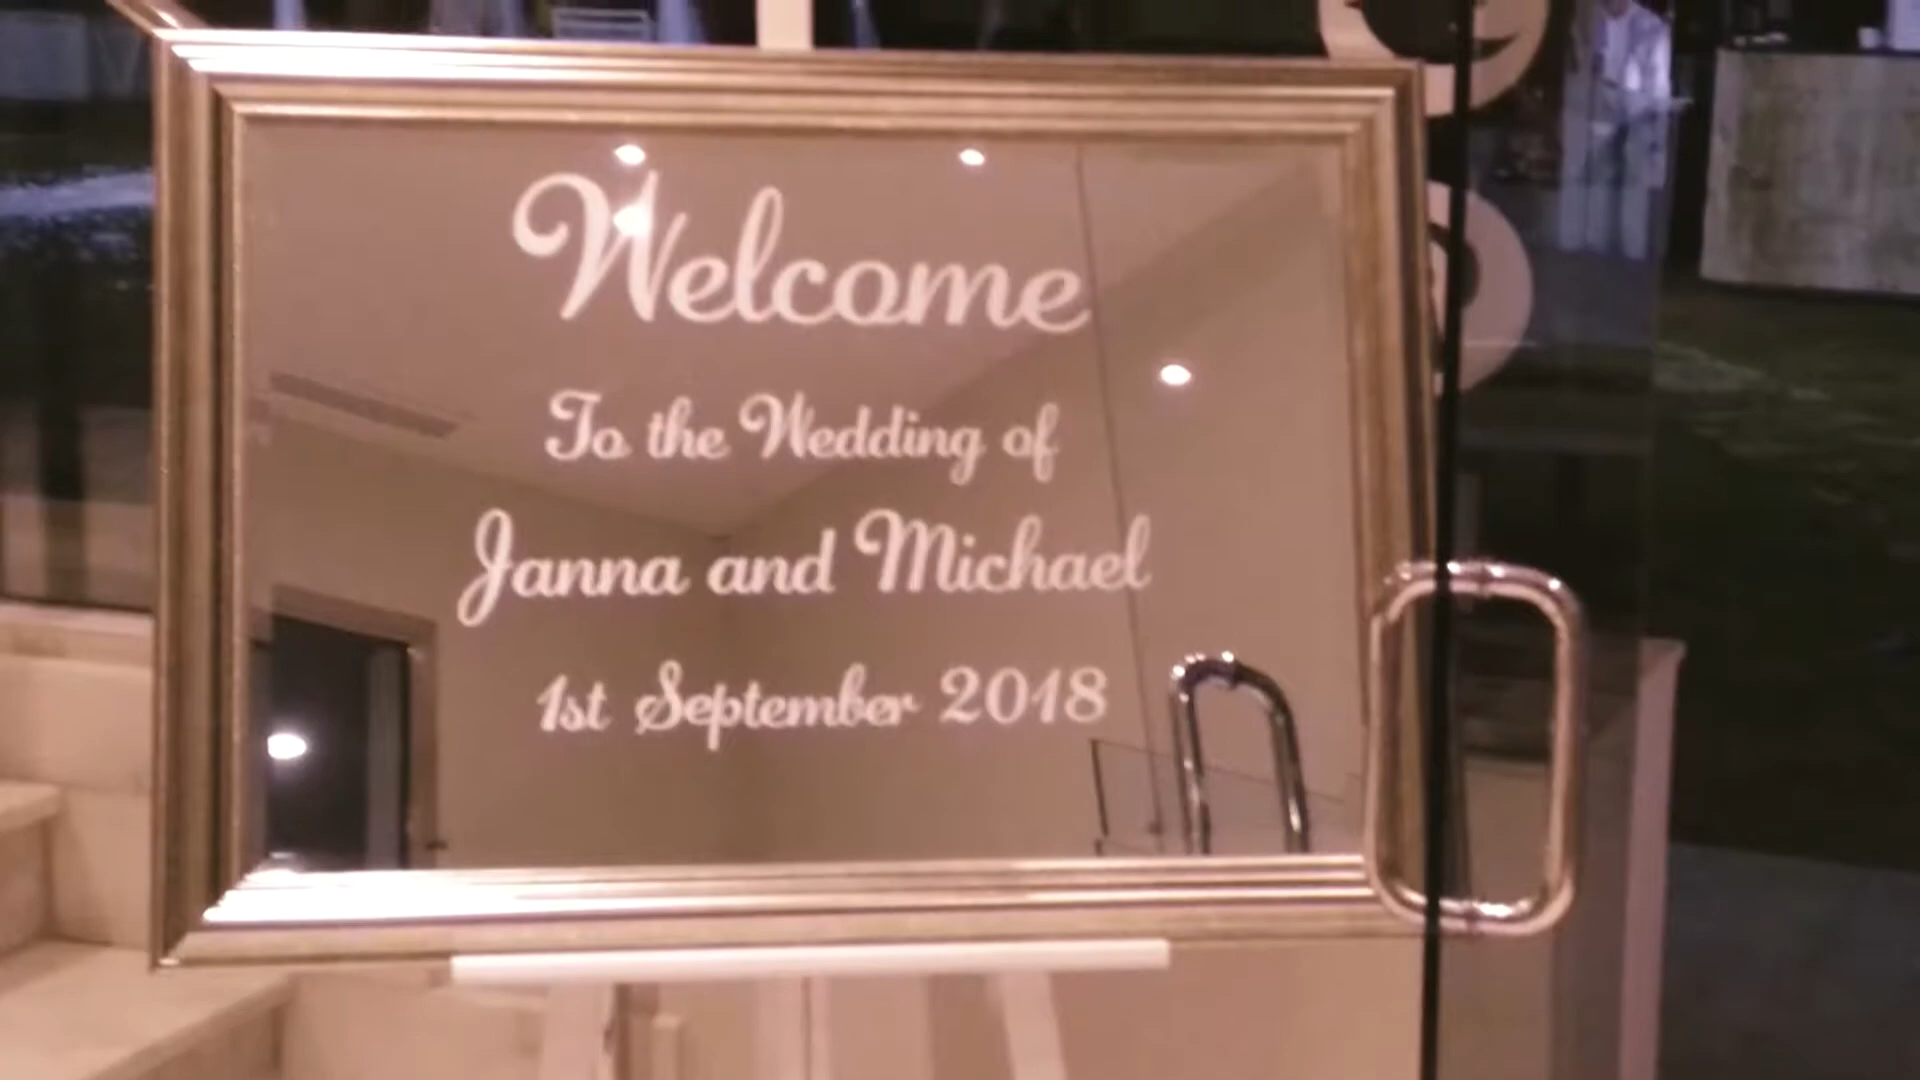 Welcome
To the Wedding of
Janna and Michael
1st September 2018